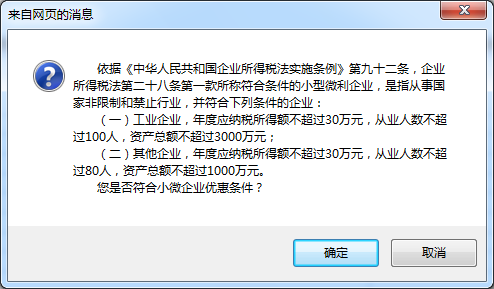 来自网页的消息
依据《中华人民共和国企业所得税法实施条例》第九十二条，企业
所得税法第二十八条第一款所称符合条件的小型微利企业，是指从事国
家非限制和禁止行业，并符合下列条件的企业：
（一）工业企业，年度应纳税所得额不超过30万元，从业人数不超
过100人，资产总额不超过3000万元；
（二）其他企业，年度应纳税所得额不超过30万元，从业人数不超
过80人，资产总额不超过1000万元。
您是否符合小微企业优惠条件？
确定
取消